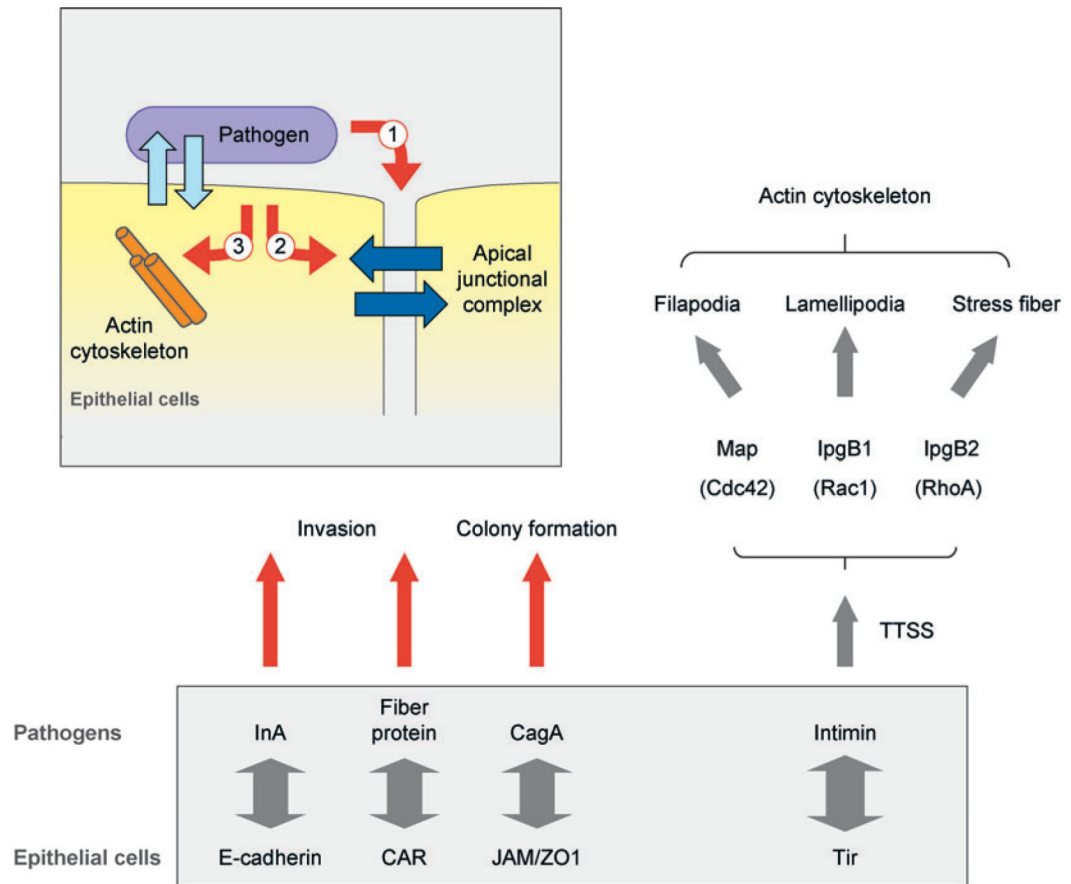 Pathogen
1
3
2
Actin
cytoskeleton
Apical
junctional
complex
Epithelial cells
Actin cytoskeleton
Filapodia Lamellipodia Stress fiber
Map IpgB1 IpgB2
(Cdc42) (Rac1) (RhoA)
Invasion Colony formation
TTSS
Pathogens
InA
Fiber
protein
CagA
Intimin
Epithelial cells
E-cadherin CAR JAM/ZO1 Tir